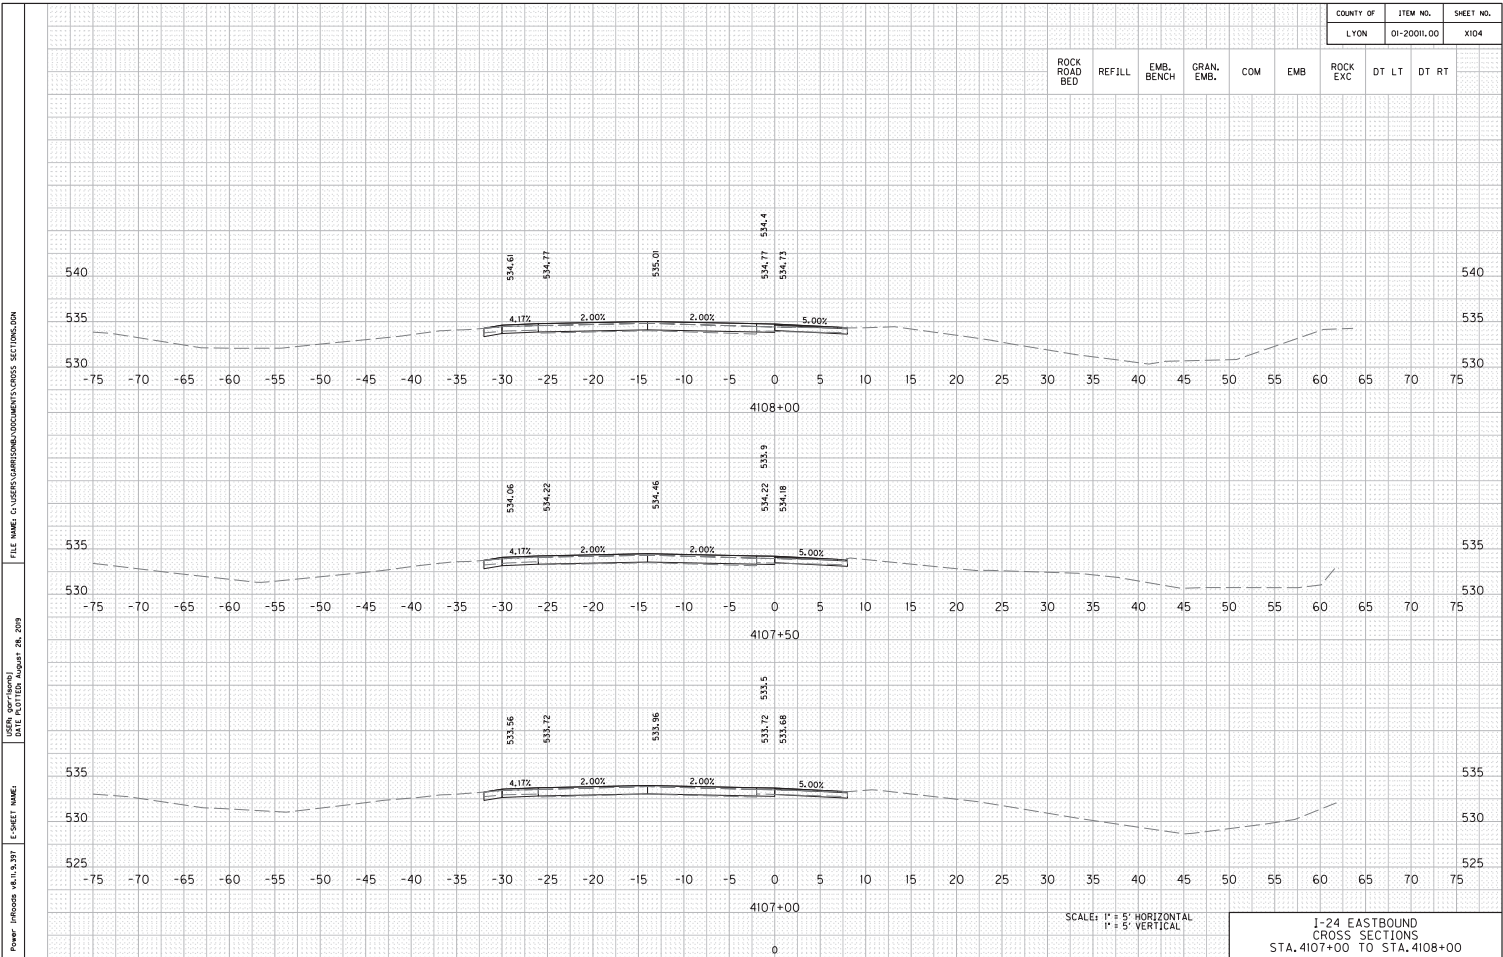 COUNTY OF ITEM NO. SHEET NO.
LYON 01-20011.00 X104
ROCK ROAD BED REFILL EMB. BENCH GRAN. EMB. COM EMB ROCK EXC DT LT DT RT
534.4
534.61 534.77 535.01 534.77 534.73
540 540
535 4.17% 2.00% 2.00% 5.00% 535
530 530
-75 -70 -65 -60 -55 -50 -45 -40 -35 -30 -25 -20 -15 -10 -5 0 5 10 15 20 25 30 35 40 45 50 55 60 65 70 75
4108+00
533.9
534.06 534.22 534.46 534.22 534.18
535 4.17% 2.00% 2.00% 5.00% 535
530 530
-75 -70 -65 -60 -55 -50 -45 -40 -35 -30 -25 -20 -15 -10 -5 0 5 10 15 20 25 30 35 40 45 50 55 60 65 70 75
4107+50
533.5
533.56 533.72 533.96 533.72 533.68
535 4.17% 2.00% 2.00% 5.00% 535
530 530
525 525
-75 -70 -65 -60 -55 -50 -45 -40 -35 -30 -25 -20 -15 -10 -5 0 5 10 15 20 25 30 35 40 45 50 55 60 65 70 75
4107+00
0
SCALE: 1" = 5' HORIZONTAL
1" = 5' VERTICAL
I-24 EASTBOUND
CROSS SECTIONS
STA. 4107+00 TO STA. 4108+00
FILE NAME: C:\USERS\GARRISONBJ\DOCUMENTS\CROSS SECTIONS.DGN
USER: garrisonbj
DATE PLOTTED: August 28, 2019
E-SHEET NAME:
Power InRoads v8.11.9.397